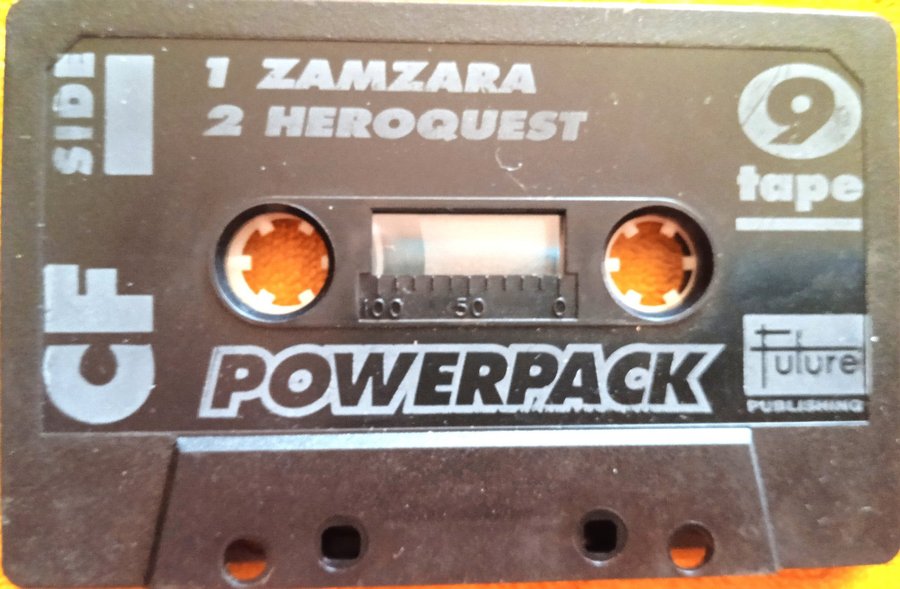 SIDE 1
1 ZAMZARA
2 HEROQUEST
9
tape
100 50 0
CF
POWERPACK
Future
PUBLISHING